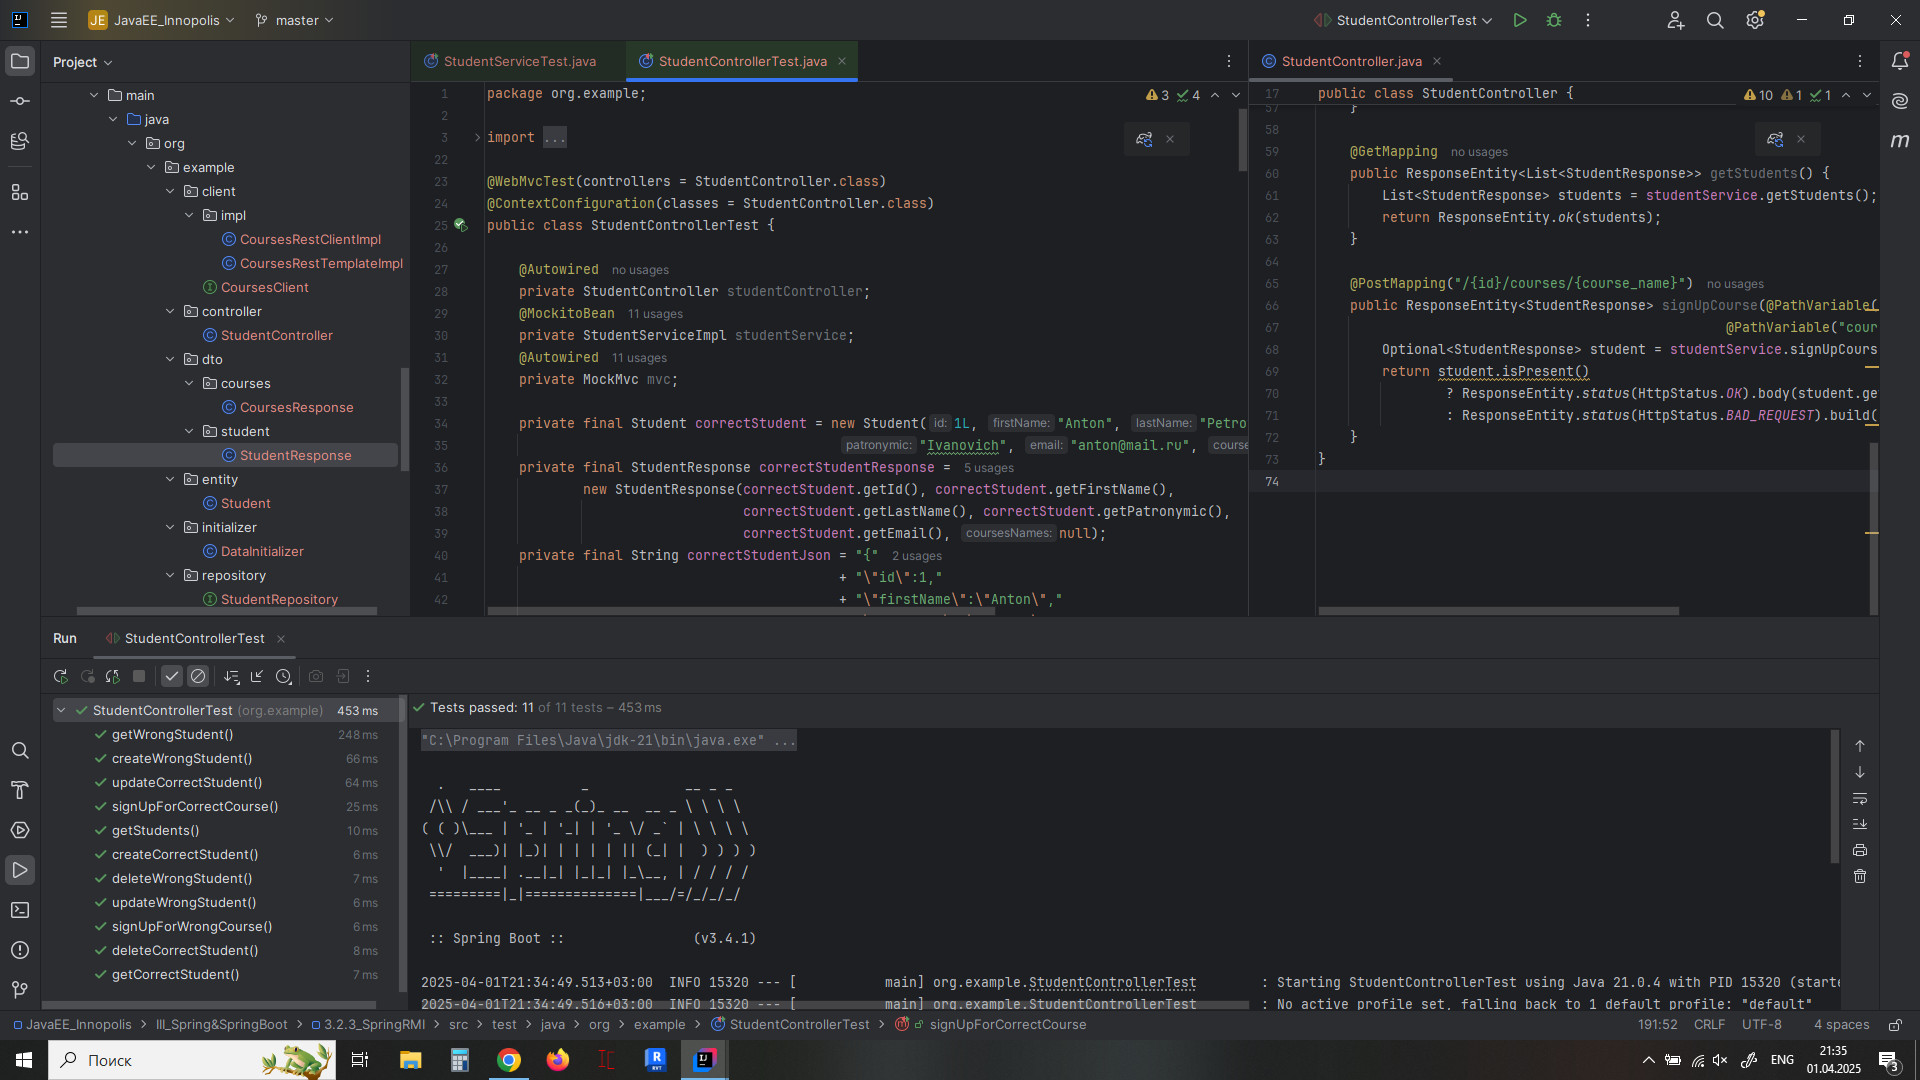 JE JavaEE_Innopolis master StudentControllerTest
Project
main
java
org
example
client
impl
CoursesRestClientImpl
CoursesRestTemplateImpl
CoursesClient
controller
StudentController
dto
courses
CoursesResponse
student
StudentResponse
entity
Student
initializer
DataInitializer
repository
StudentRepository
StudentServiceTest.java StudentControllerTest.java
3 4
1 package org.example;
2
3 import ...
22
23 @WebMvcTest(controllers = StudentController.class)
24 @ContextConfiguration(classes = StudentController.class)
25 public class StudentControllerTest {
26
27 @Autowired no usages
28 private StudentController studentController;
29 @MockitoBean 11 usages
30 private StudentServiceImpl studentService;
31 @Autowired 11 usages
32 private MockMvc mvc;
33
34 private final Student correctStudent = new Student( id: 1L, firstName: "Anton", lastName: "Petro
35 patronymic: "Ivanovich", email: "anton@mail.ru", course
36 private final StudentResponse correctStudentResponse = 5 usages
37 new StudentResponse(correctStudent.getId(), correctStudent.getFirstName(),
38 correctStudent.getLastName(), correctStudent.getPatronymic(),
39 correctStudent.getEmail(), coursesNames: null);
40 private final String correctStudentJson = "{" 2 usages
41 + "\"id\":1,"
42 + "\"firstName\":\"Anton\","
StudentController.java
10 1 1
17 public class StudentController {
57 }
58
59 @GetMapping no usages
60 public ResponseEntity<List<StudentResponse>> getStudents() {
61 List<StudentResponse> students = studentService.getStudents();
62 return ResponseEntity.ok(students);
63 }
64
65 @PostMapping("/{id}/courses/{course_name}") no usages
66 public ResponseEntity<StudentResponse> signUpCourse(@PathVariable(
67 @PathVariable("cour
68 Optional<StudentResponse> student = studentService.signUpCours
69 return student.isPresent()
70 ? ResponseEntity.status(HttpStatus.OK).body(student.ge
71 : ResponseEntity.status(HttpStatus.BAD_REQUEST).build(
72 }
73 }
74
Run StudentControllerTest
StudentControllerTest (org.example) 453 ms
getWrongStudent() 248 ms
createWrongStudent() 66 ms
updateCorrectStudent() 64 ms
signUpForCorrectCourse() 25 ms
getStudents() 10 ms
createCorrectStudent() 6 ms
deleteWrongStudent() 7 ms
updateWrongStudent() 6 ms
signUpForWrongCourse() 6 ms
deleteCorrectStudent() 8 ms
getCorrectStudent() 7 ms
Tests passed: 11 of 11 tests – 453 ms
"C:\Program Files\Java\jdk-21\bin\java.exe" ...
:: Spring Boot :: (v3.4.1)
2025-04-01T21:34:49.513+03:00 INFO 15320 --- [ main] org.example.StudentControllerTest : Starting StudentControllerTest using Java 21.0.4 with PID 15320 (starte
2025-04-01T21:34:49.516+03:00 INFO 15320 --- [ main] org.example.StudentControllerTest : No active profile set, falling back to 1 default profile: "default"
JavaEE_Innopolis > III_Spring&SpringBoot > 3.2.3_SpringRMI > src > test > java > org > example > StudentControllerTest > signUpForCorrectCourse 191:52 CRLF UTF-8 4 spaces
Поиск
ENG
21:35
01.04.2025
3